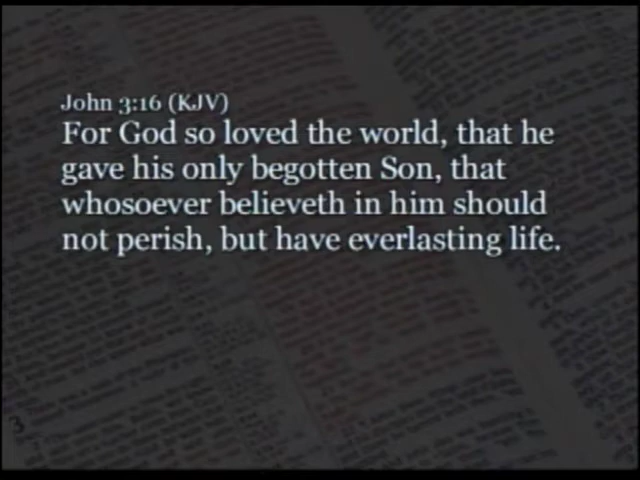 John 3:16 (KJV)
For God so loved the world, that he
gave his only begotten Son, that
whosoever believeth in him should
not perish, but have everlasting life.